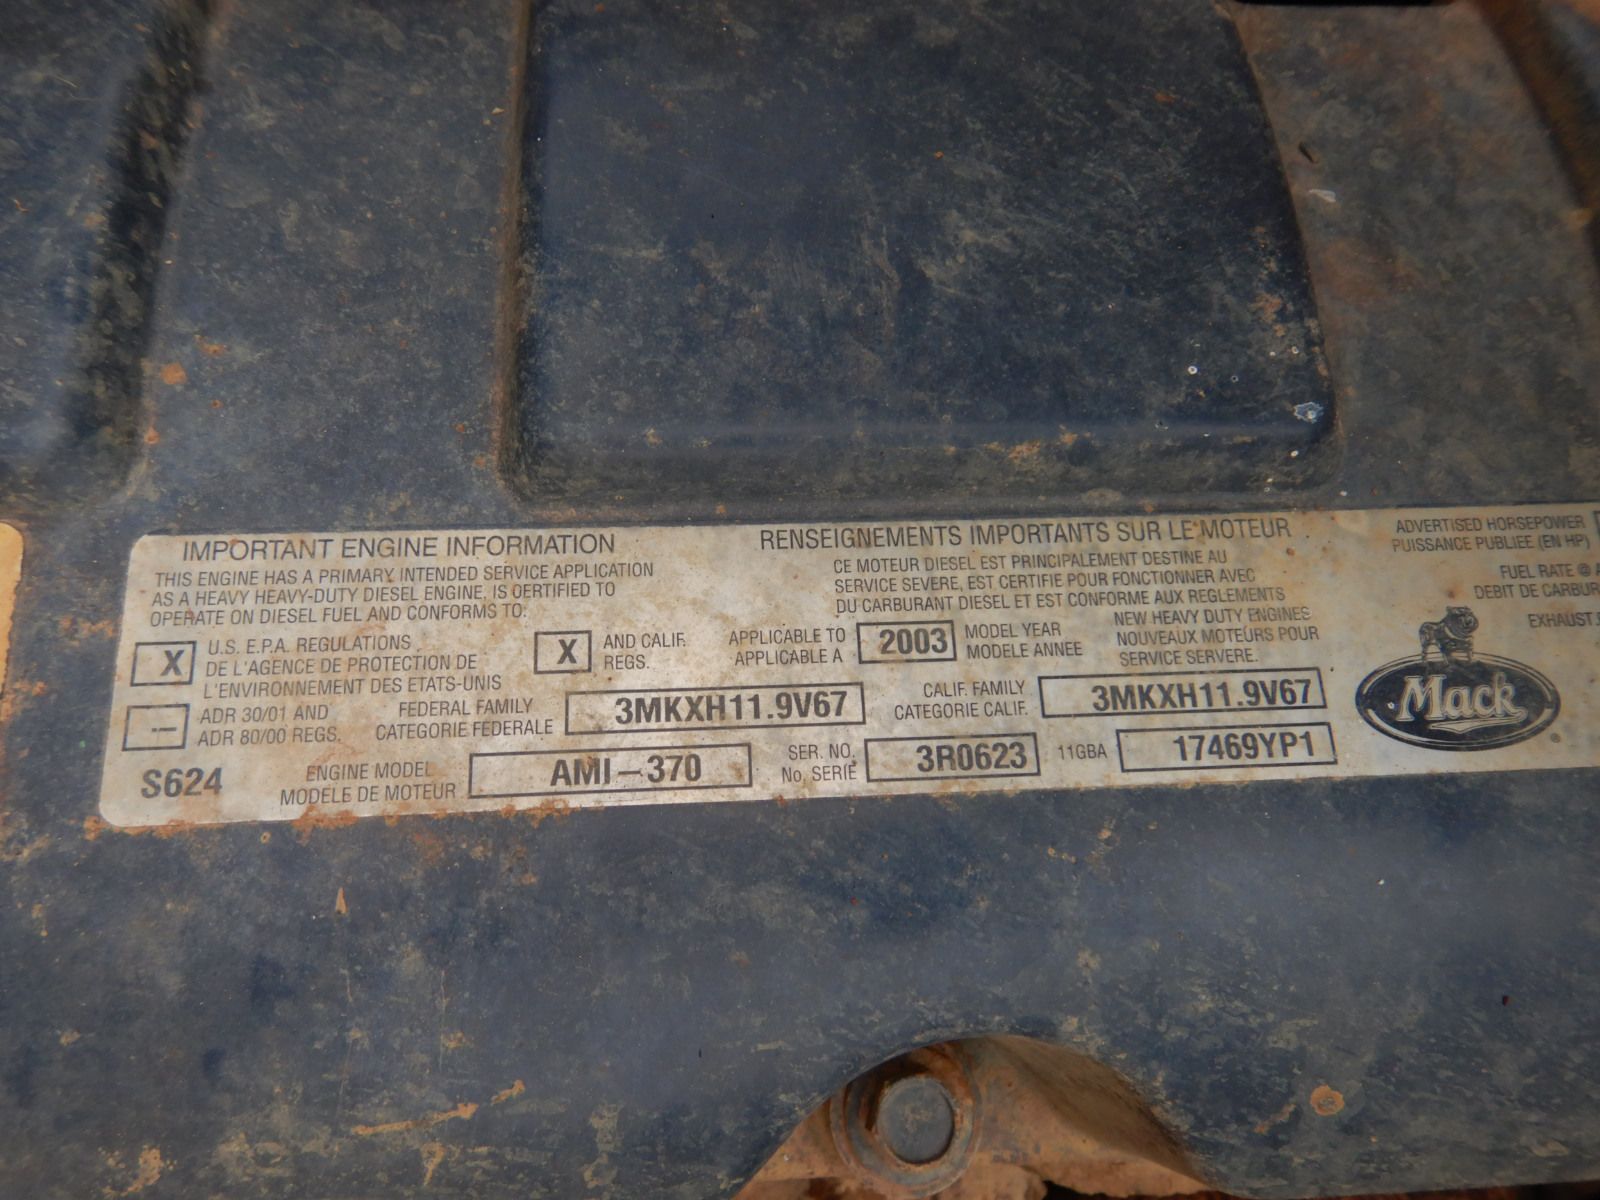 IMPORTANT ENGINE INFORMATION
THIS ENGINE HAS A PRIMARY INTENDED SERVICE APPLICATION
AS A HEAVY HEAVY-DUTY DIESEL ENGINE, IS CERTIFIED TO
OPERATE ON DIESEL FUEL AND CONFORMS TO:
X U.S. E.P.A. REGULATIONS
DE L'AGENCE DE PROTECTION DE
L'ENVIRONNEMENT DES ETATS-UNIS
X AND CALIF.
REGS.
-- ADR 30/01 AND
ADR 80/00 REGS.
RENSEIGNEMENTS IMPORTANTS SUR LE MOTEUR
CE MOTEUR DIESEL EST PRINCIPALEMENT DESTINE AU
SERVICE SEVERE, EST CERTIFIE POUR FONCTIONNER AVEC
DU CARBURANT DIESEL ET EST CONFORME AUX REGLEMENTS
APPLICABLE TO
APPLICABLE A
2003
MODEL YEAR
MODELE ANNEE
NEW HEAVY DUTY ENGINES
NOUVEAUX MOTEURS POUR
SERVICE SERVERE.
FEDERAL FAMILY
CATEGORIE FEDERALE
3MKXH11.9V67
CALIF. FAMILY
CATEGORIE CALIF.
3MKXH11.9V67
S624
ENGINE MODEL
MODELE DE MOTEUR
AMI-370
SER. NO.
No. SERIE
3R0623
11GBA
17469YP1
ADVERTISED HORSEPOWER
PUISSANCE PUBLIEE (EN HP)
FUEL RATE @ A
DEBIT DE CARBUR
EXHAUST
Mack